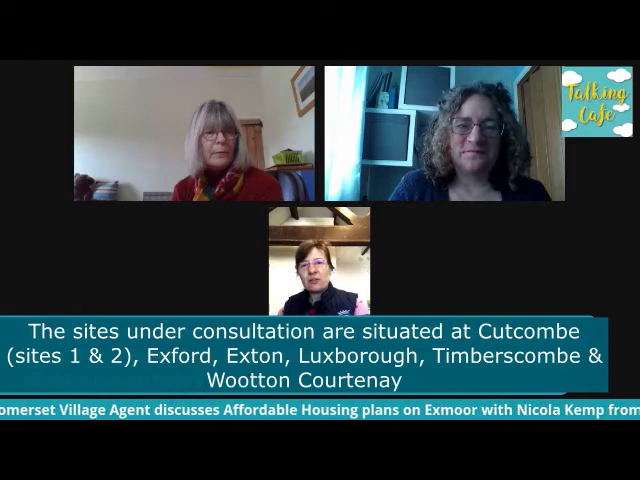 Talking
Cafe
The sites under consultation are situated at Cutcombe
(sites 1 & 2), Exford, Exton, Luxborough, Timberscombe &
Wootton Courtenay
omerset Village Agent discusses Affordable Housing plans on Exmoor with Nicola Kemp from